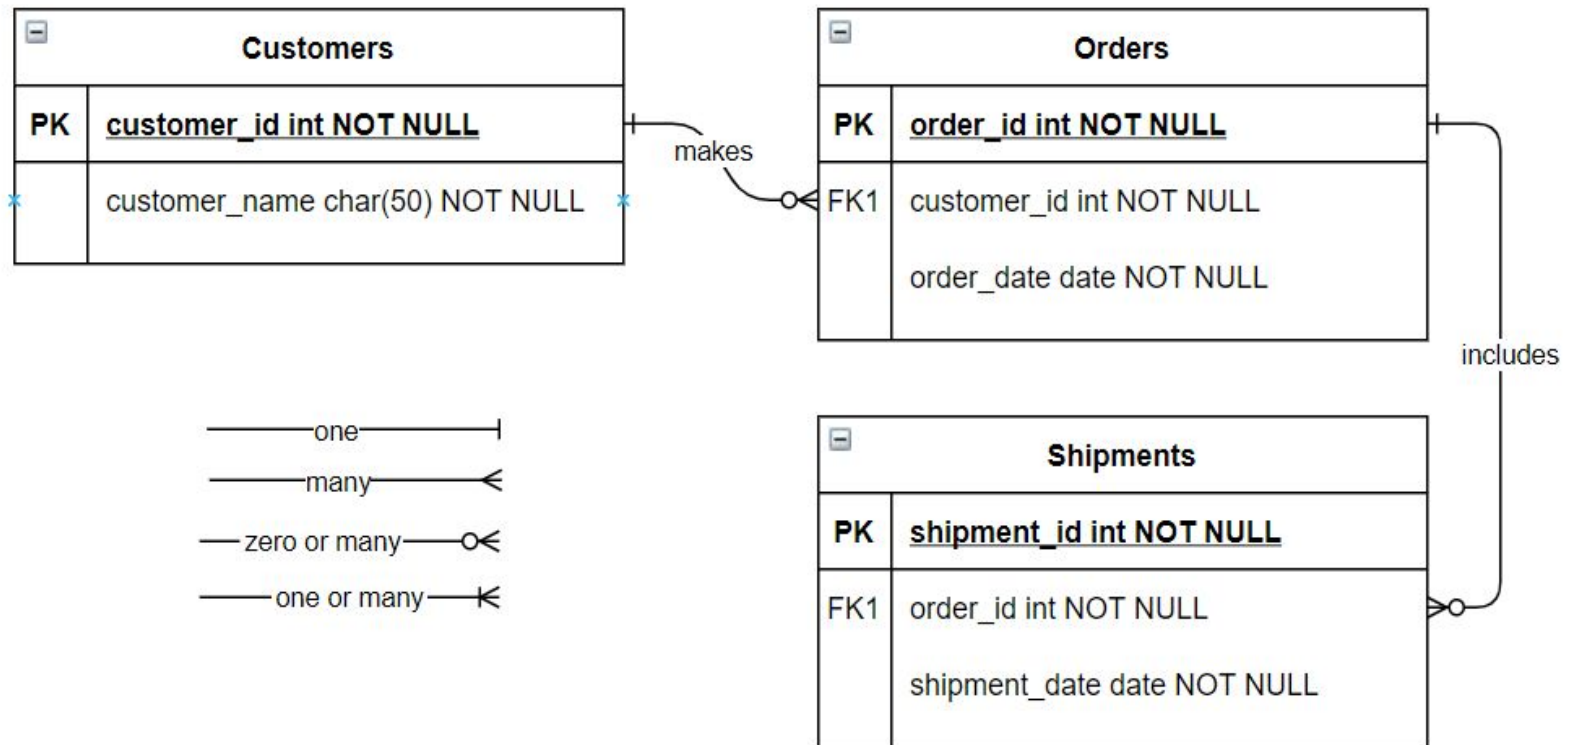 Customers
PK customer_id int NOT NULL
customer_name char(50) NOT NULL
makes
Orders
PK order_id int NOT NULL
FK1 customer_id int NOT NULL
order_date date NOT NULL
includes
one
many
zero or many
one or many
Shipments
PK shipment_id int NOT NULL
FK1 order_id int NOT NULL
shipment_date date NOT NULL